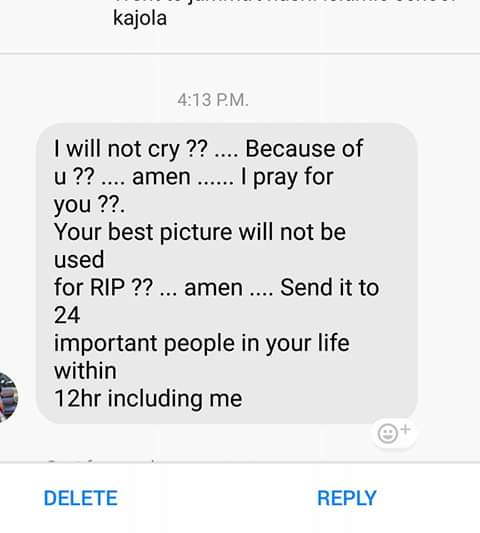 kajola
4:13 P.M.
I will not cry ?? .... Because of
u ?? .... amen ...... I pray for
you ??.
Your best picture will not be
used
for RIP ?? ... amen .... Send it to
24
important people in your life
within
12hr including me
DELETE
REPLY